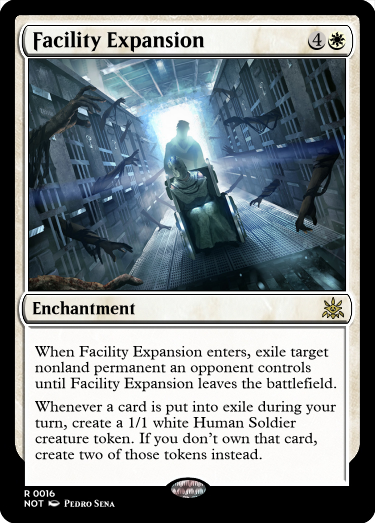 Facility Expansion 4
Enchantment
When Facility Expansion enters, exile target
nonland permanent an opponent controls
until Facility Expansion leaves the battlefield.
Whenever a card is put into exile during your
turn, create a 1/1 white Human Soldier
creature token. If you don't own that card,
create two of those tokens instead.
R 0016
NOT PEDRO SENA